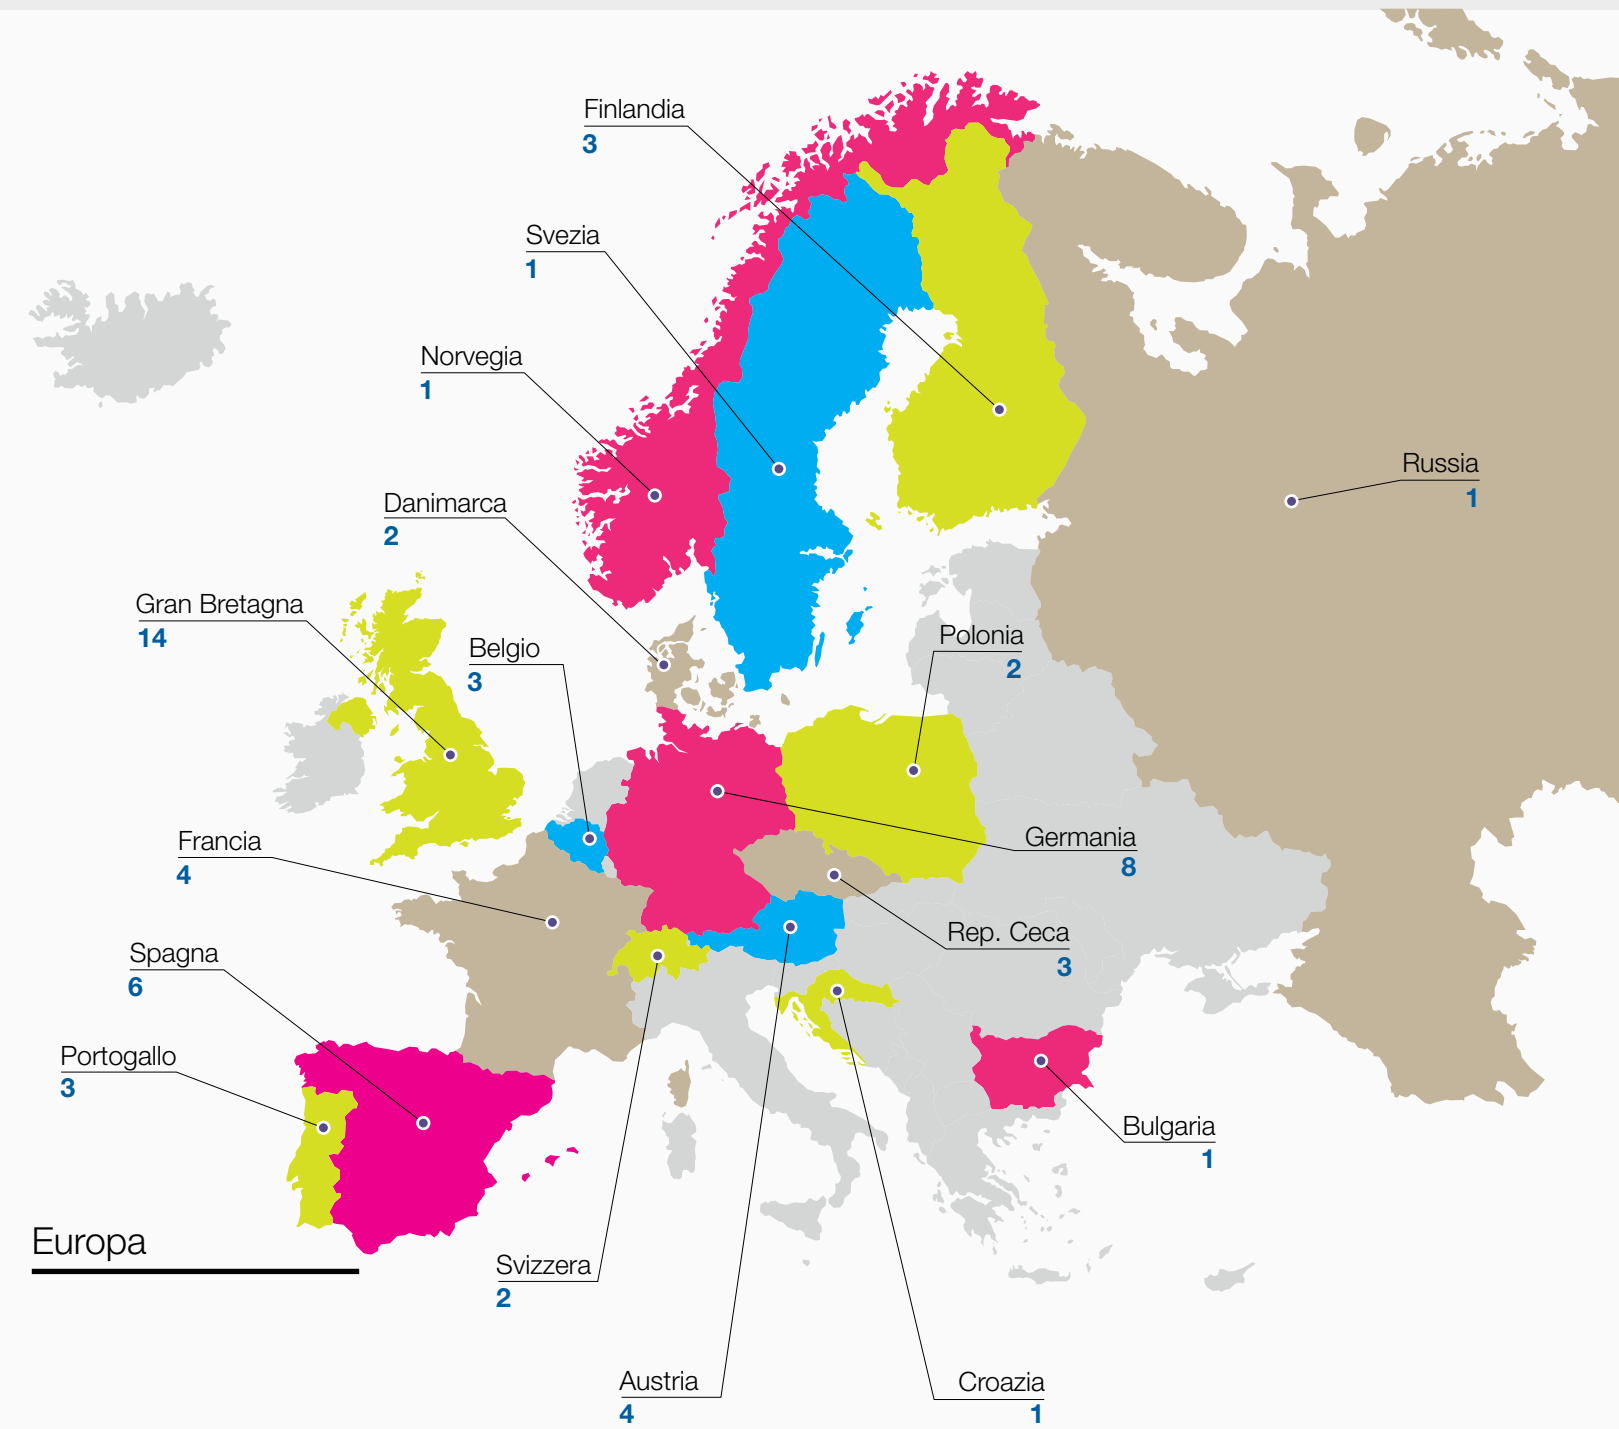 Finlandia
3
Svezia
1
Norvegia
1
Russia
1
Danimarca
2
Gran Bretagna
14
Belgio
3
Polonia
2
Francia
4
Germania
8
Rep. Ceca
3
Spagna
6
Portogallo
3
Bulgaria
1
Europa
Svizzera
2
Austria
4
Croazia
1